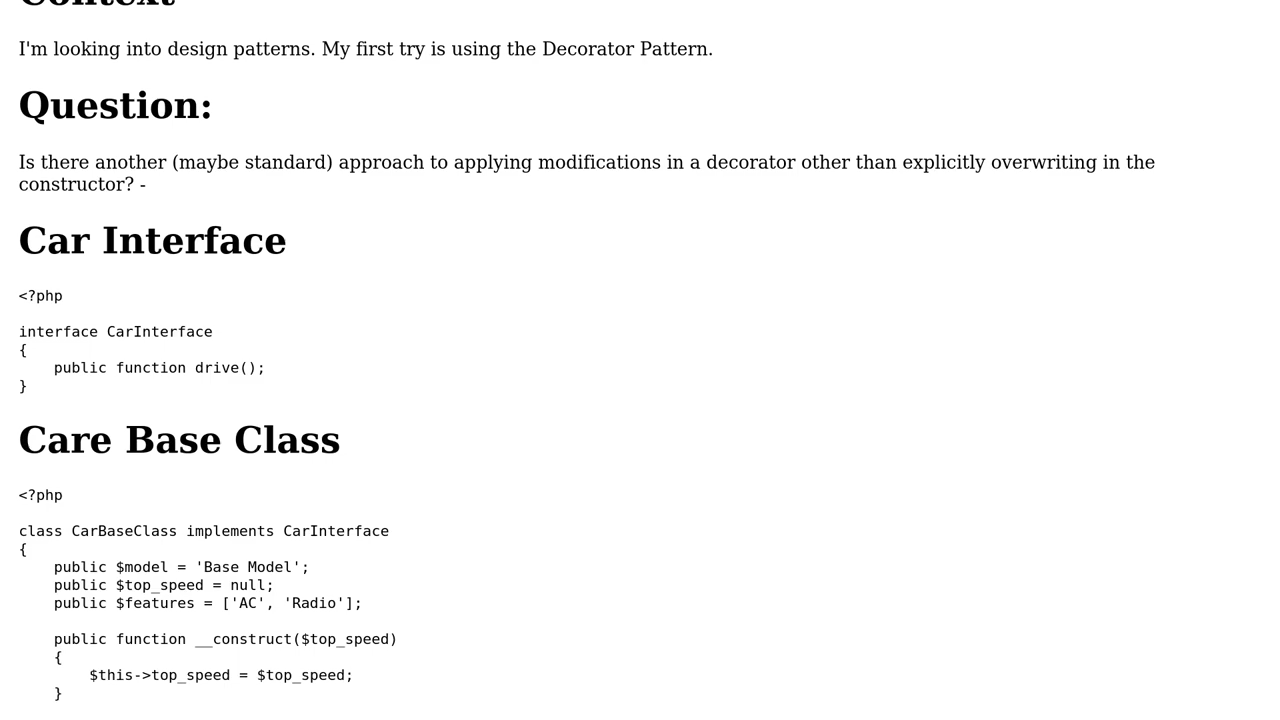 Context
I'm looking into design patterns. My first try is using the Decorator Pattern.
Question:
Is there another (maybe standard) approach to applying modifications in a decorator other than explicitly overwriting in the
constructor? -
Car Interface
<?php
interface CarInterface
{
    public function drive();
}
Care Base Class
<?php
class CarBaseClass implements CarInterface
{
    public $model = 'Base Model';
    public $top_speed = null;
    public $features = ['AC', 'Radio'];
    public function __construct($top_speed)
    {
        $this->top_speed = $top_speed;
    }